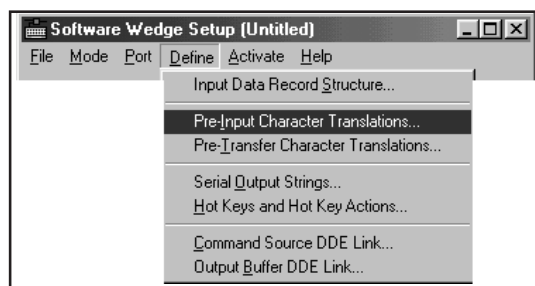 Software Wedge Setup (Untitled)
File Mode Port Define Activate Help
Input Data Record Structure...
Pre-Input Character Translations...
Pre-Transfer Character Translations...
Serial Output Strings...
Hot Keys and Hot Key Actions...
Command Source DDE Link...
Output Buffer DDE Link...